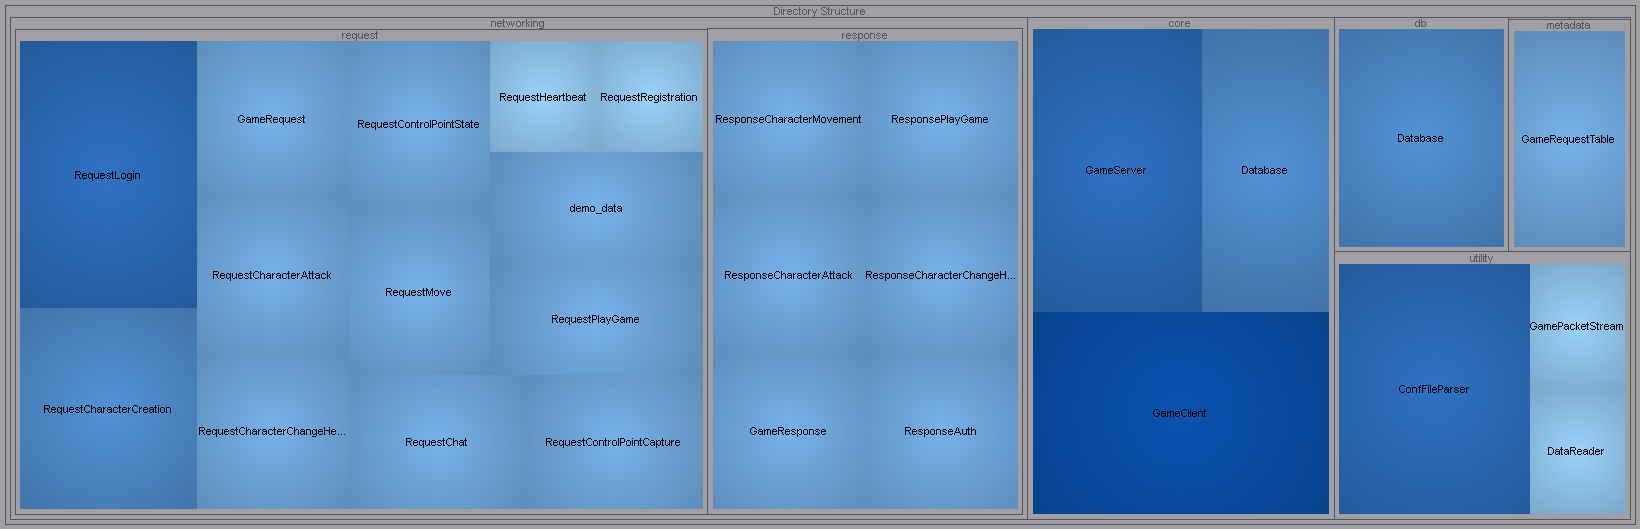 Directory Structure
networking
request
RequestLogin
RequestCharacterCreation
GameRequest
RequestCharacterAttack
RequestCharacterChangeHe...
RequestControlPointState
RequestMove
RequestChat
RequestHeartbeat
RequestRegistration
demo_data
RequestPlayGame
RequestControlPointCapture
response
ResponseCharacterMovement
ResponsePlayGame
ResponseCharacterAttack
ResponseCharacterChangeH...
GameResponse
ResponseAuth
core
GameServer
Database
GameClient
db
Database
metadata
GameRequestTable
utility
ConfFileParser
GamePacketStream
DataReader